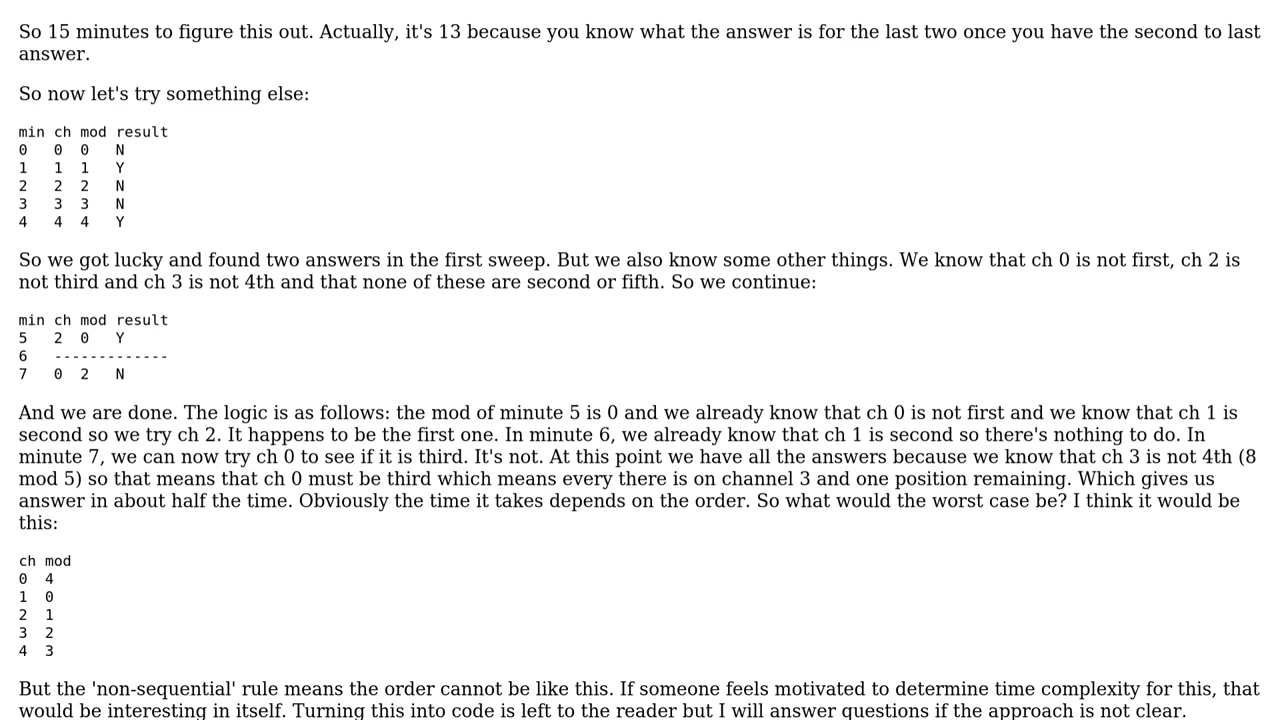 So 15 minutes to figure this out. Actually, it's 13 because you know what the answer is for the last two once you have the second to last
answer.
So now let's try something else:
min ch mod result
0   0  0   N
1   1  1   Y
2   2  2   N
3   3  3   N
4   4  4   Y
So we got lucky and found two answers in the first sweep. But we also know some other things. We know that ch 0 is not first, ch 2 is
not third and ch 3 is not 4th and that none of these are second or fifth. So we continue:
min ch mod result
5   2  0   Y
6   -------------
7   0  2   N
And we are done. The logic is as follows: the mod of minute 5 is 0 and we already know that ch 0 is not first and we know that ch 1 is
second so we try ch 2. It happens to be the first one. In minute 6, we already know that ch 1 is second so there's nothing to do. In
minute 7, we can now try ch 0 to see if it is third. It's not. At this point we have all the answers because we know that ch 3 is not 4th (8
mod 5) so that means that ch 0 must be third which means every there is on channel 3 and one position remaining. Which gives us
answer in about half the time. Obviously the time it takes depends on the order. So what would the worst case be? I think it would be
this:
ch mod
0  4
1  0
2  1
3  2
4  3
But the 'non-sequential' rule means the order cannot be like this. If someone feels motivated to determine time complexity for this, that
would be interesting in itself. Turning this into code is left to the reader but I will answer questions if the approach is not clear.